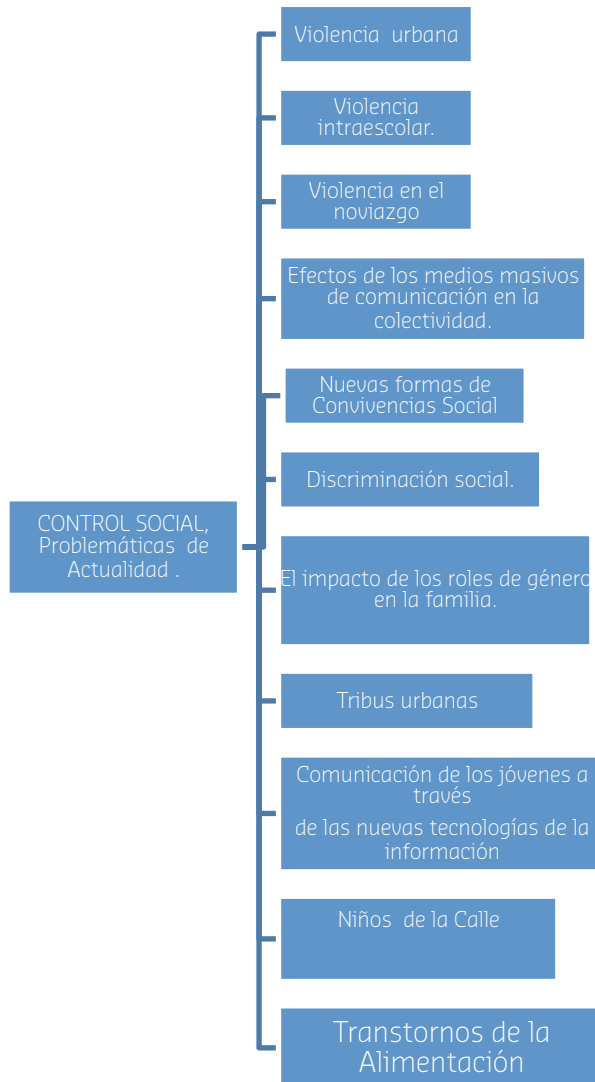 Violencia urbana
Violencia
intraescolar.
Violencia en el
noviazgo
Efectos de los medios masivos
de comunicación en la
colectividad.
Nuevas formas de
Convivencias Social
Discriminación social.
CONTROL SOCIAL,
Problemáticas de
Actualidad .
El impacto de los roles de género
en la familia.
Tribus urbanas
Comunicación de los jóvenes a
través
de las nuevas tecnologías de la
información
Niños de la Calle
Transtornos de la
Alimentación